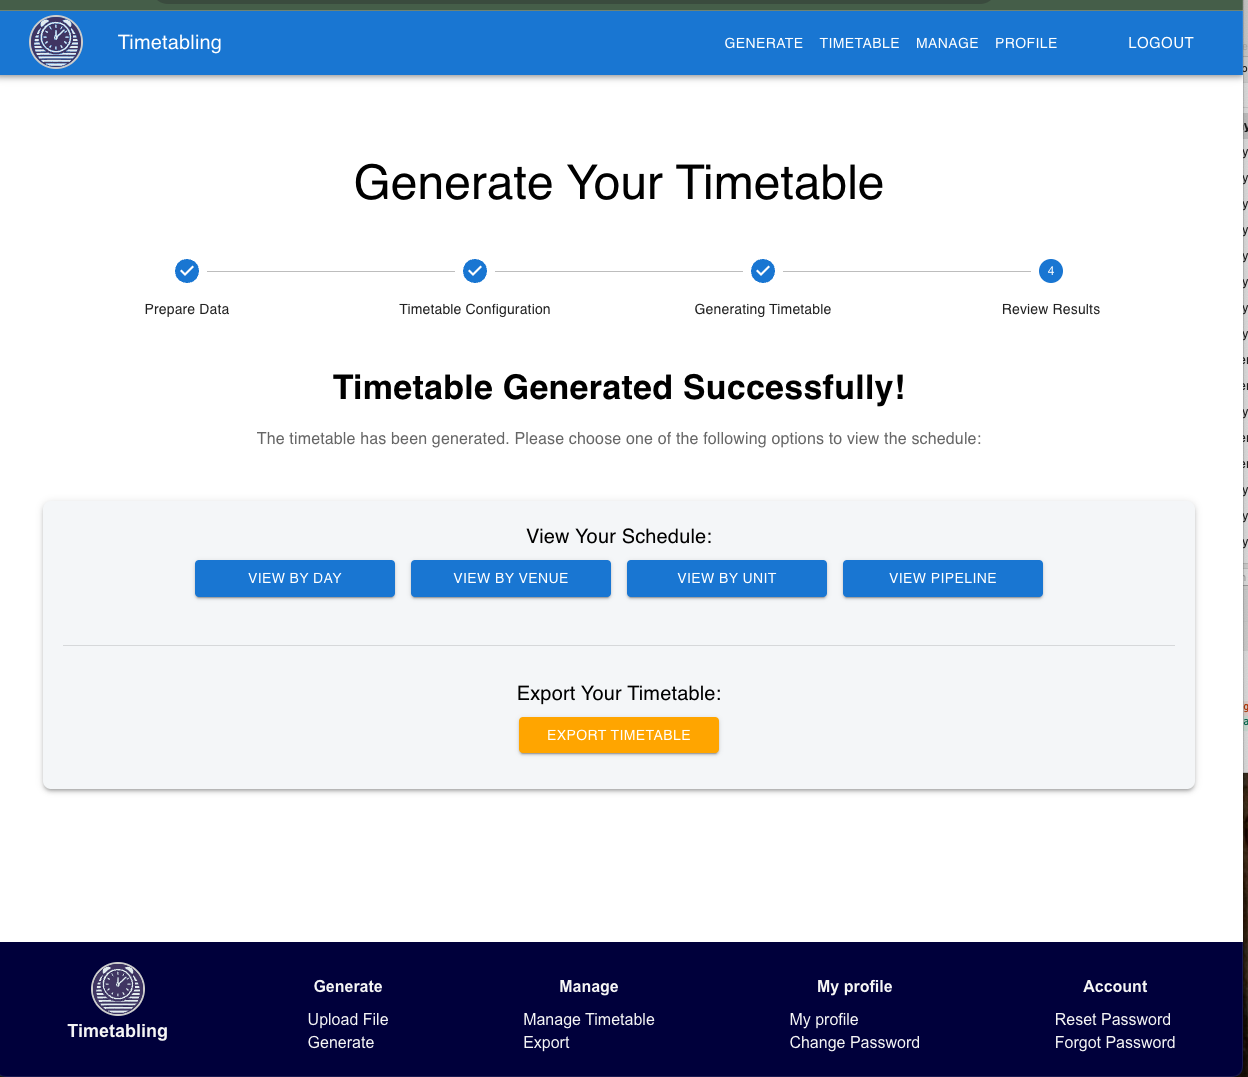 Timetabling GENERATE TIMETABLE MANAGE PROFILE LOGOUT
Generate Your Timetable
4
Prepare Data Timetable Configuration Generating Timetable Review Results
Timetable Generated Successfully!
The timetable has been generated. Please choose one of the following options to view the schedule:
View Your Schedule:
VIEW BY DAY VIEW BY VENUE VIEW BY UNIT VIEW PIPELINE
Export Your Timetable:
EXPORT TIMETABLE
Generate Manage My profile Account
Timetabling Upload File Manage Timetable My profile Reset Password
Generate Export Change Password Forgot Password